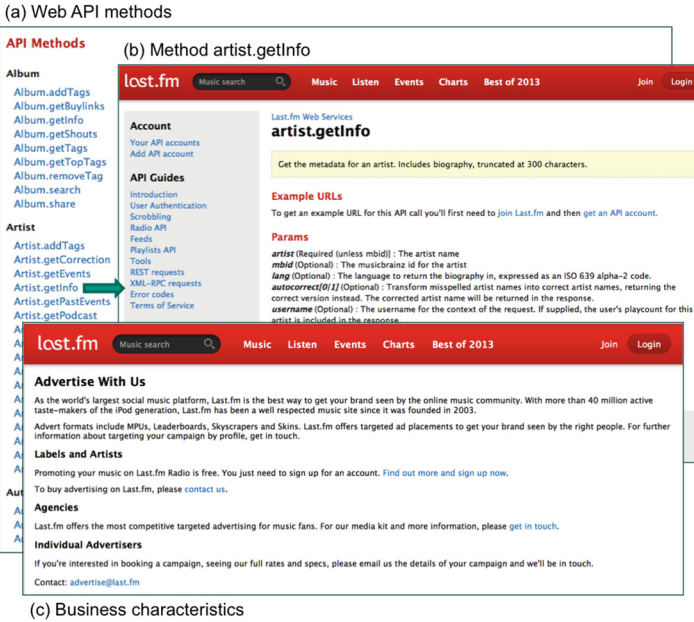 (a) Web API methods
API Methods
Album
Album.addTags
Album.getBuylinks
Album.getInfo
Album.getShouts
Album.getTags
Album.getTopTags
Album.removeTag
Album.search
Album.share
Artist
Artist.addTags
Artist.getCorrection
Artist.getEvents
Artist.getInfo
Artist.getPastEvents
Artist.getPodcast
(b) Method artist.getInfo
last.fm Music search Music Listen Events Charts Best of 2013 Join Login
Account
Your API accounts
Add API account
API Guides
Introduction
User Authentication
Scrobbling
Radio API
Feeds
Playlists API
Tools
REST requests
XML-RPC requests
Error codes
Terms of Service
Last.fm Web Services
artist.getInfo
Get the metadata for an artist. Includes biography, truncated at 300 characters.
Example URLs
To get an example URL for this API call you'll first need to join Last.fm and then get an API account.
Params
artist (Required (unless mbid)] : The artist name
mbid (Optional) : The musicbrainz id for the artist
lang (Optional) : The language to return the biography in, expressed as an ISO 639 alpha-2 code.
autocorrect[0|1] (Optional) : Transform misspelled artist names into correct artist names, returning the
correct version instead. The corrected artist name will be returned in the response.
username (Optional) : The username for the context of the request. If supplied, the user's playcount for this
artist is included in the response.
last.fm Music search Music Listen Events Charts Best of 2013 Join Login
Advertise With Us
As the world's largest social music platform, Last.fm is the best way to get your brand seen by the online music community. With more than 40 million active
taste-makers of the iPod generation, Last.fm has been a well respected music site since it was founded in 2003.
Advert formats include MPUs, Leaderboards, Skyscrapers and Skins. Last.fm offers targeted ad placements to get your brand seen by the right people. For further
information about targeting your campaign by profile, get in touch.
Labels and Artists
Promoting your music on Last.fm Radio is free. You just need to sign up for an account. Find out more and sign up now.
To buy advertising on Last.fm, please contact us.
Agencies
Last.fm offers the most competitive targeted advertising for music fans. For our media kit and more information, please get in touch.
Individual Advertisers
If you're interested in booking a campaign, seeing our full rates and specs, please email us the details of your campaign and we'll be in touch.
Contact: advertise@last.fm
(c) Business characteristics